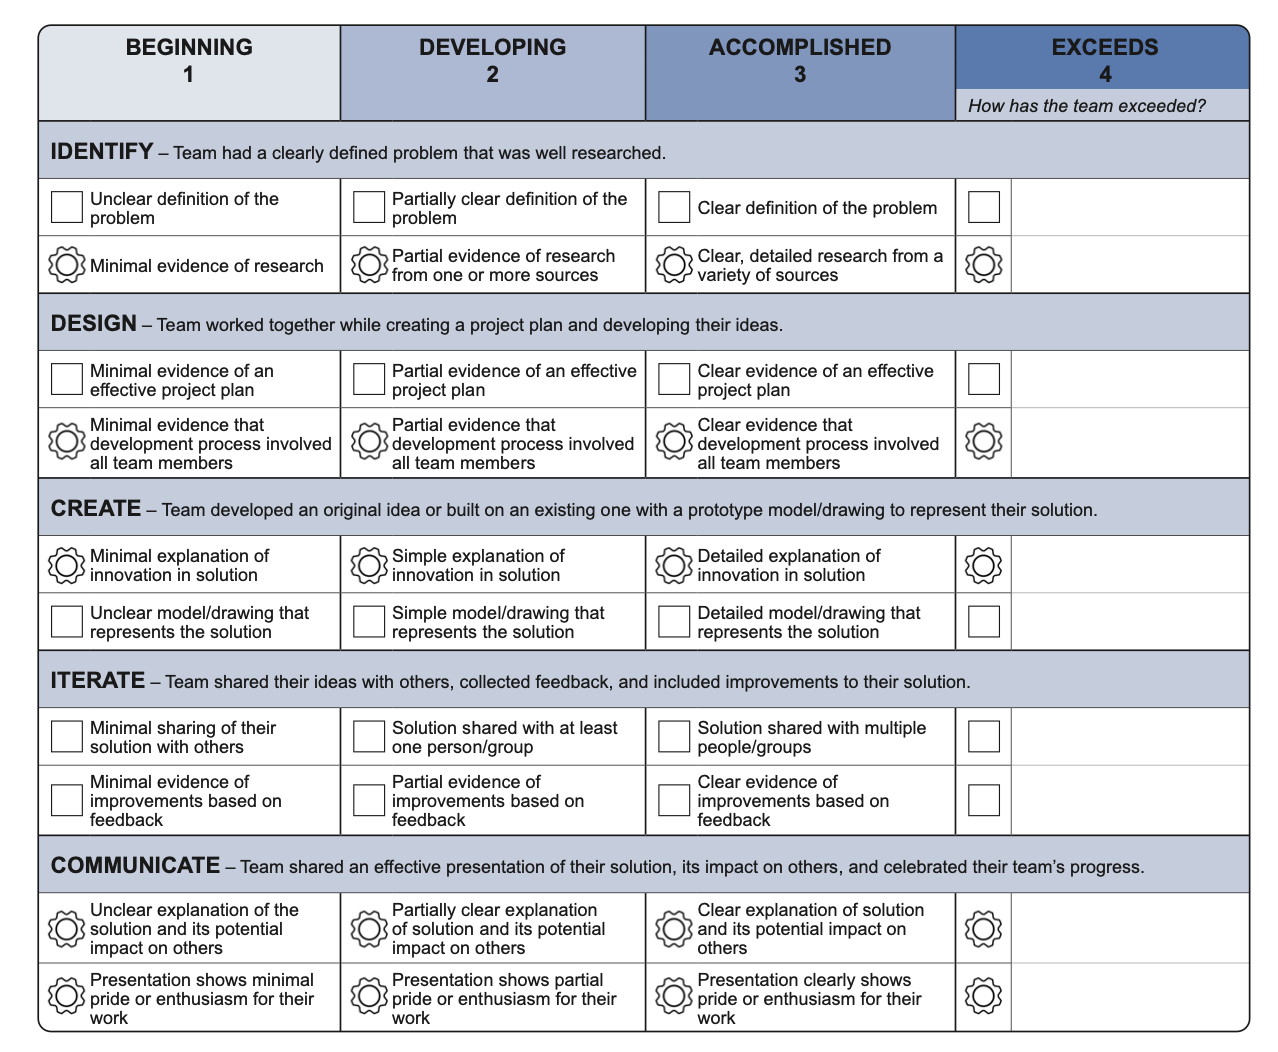 BEGINNING
1
DEVELOPING
2
ACCOMPLISHED
3
EXCEEDS
4
How has the team exceeded?
IDENTIFY – Team had a clearly defined problem that was well researched.
Unclear definition of the
problem
Partially clear definition of the
problem
Clear definition of the problem
Minimal evidence of research
Partial evidence of research
from one or more sources
Clear, detailed research from a
variety of sources
DESIGN – Team worked together while creating a project plan and developing their ideas.
Minimal evidence of an
effective project plan
Partial evidence of an effective
project plan
Clear evidence of an effective
project plan
Minimal evidence that
development process involved
all team members
Partial evidence that
development process involved
all team members
Clear evidence that
development process involved
all team members
CREATE – Team developed an original idea or built on an existing one with a prototype model/drawing to represent their solution.
Minimal explanation of
innovation in solution
Simple explanation of
innovation in solution
Detailed explanation of
innovation in solution
Unclear model/drawing that
represents the solution
Simple model/drawing that
represents the solution
Detailed model/drawing that
represents the solution
ITERATE – Team shared their ideas with others, collected feedback, and included improvements to their solution.
Minimal sharing of their
solution with others
Solution shared with at least
one person/group
Solution shared with multiple
people/groups
Minimal evidence of
improvements based on
feedback
Partial evidence of
improvements based on
feedback
Clear evidence of
improvements based on
feedback
COMMUNICATE – Team shared an effective presentation of their solution, its impact on others, and celebrated their team’s progress.
Unclear explanation of the
solution and its potential
impact on others
Partially clear explanation
of solution and its potential
impact on others
Clear explanation of solution
and its potential impact on
others
Presentation shows minimal
pride or enthusiasm for their
work
Presentation shows partial
pride or enthusiasm for their
work
Presentation clearly shows
pride or enthusiasm for their
work